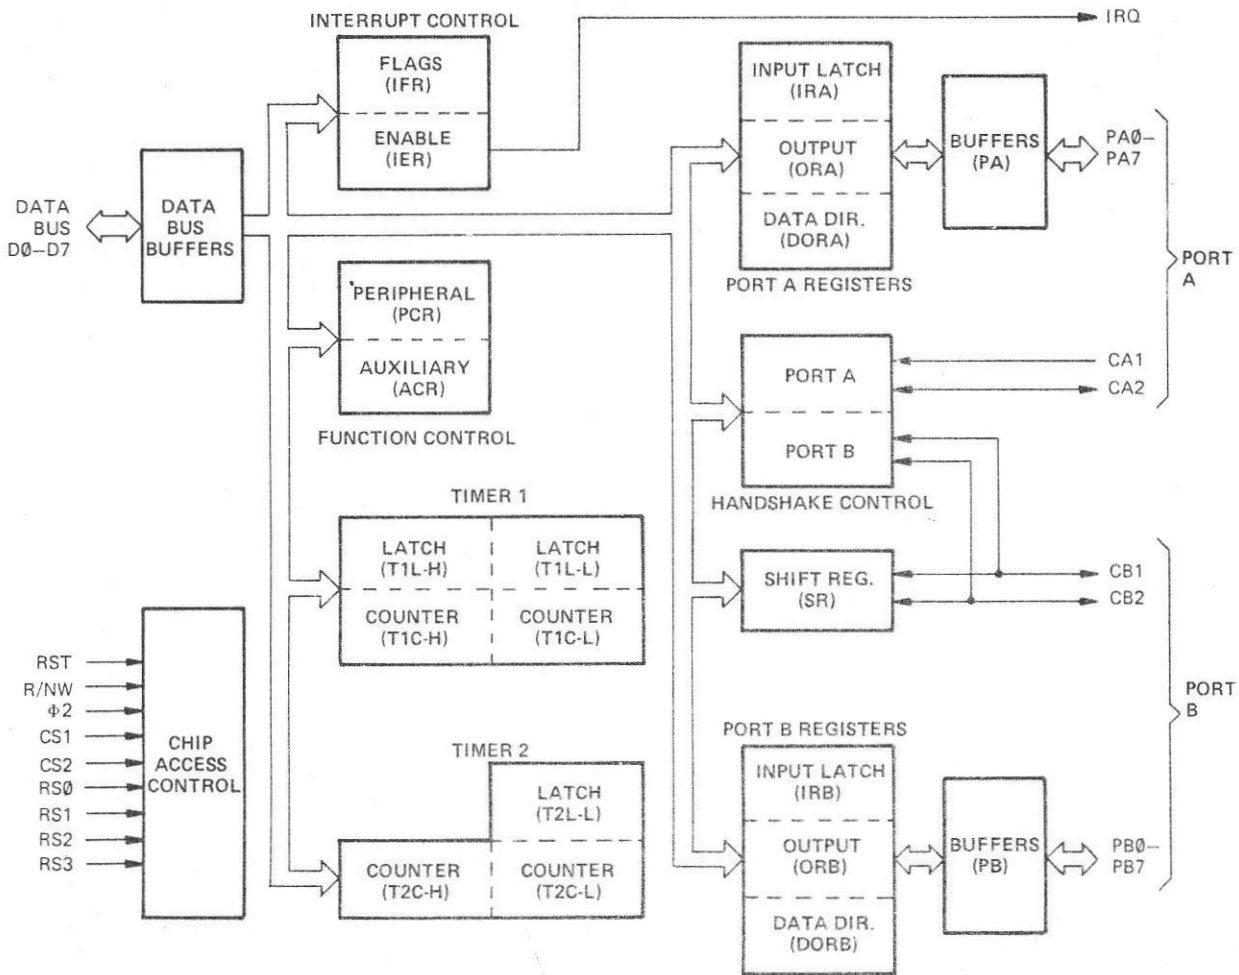 INTERRUPT CONTROL
FLAGS
(IFR)
ENABLE
(IER)
IRQ
INPUT LATCH
(IRA)
OUTPUT
(ORA)
DATA DIR.
(DORA)
PORT A REGISTERS
BUFFERS
(PA)
PAØ–
PA7
PORT
A
DATA
BUS
DØ–D7
DATA
BUS
BUFFERS
PERIPHERAL
(PCR)
AUXILIARY
(ACR)
FUNCTION CONTROL
PORT A
PORT B
HANDSHAKE CONTROL
CA1
CA2
TIMER 1
LATCH
(T1L-H)
LATCH
(T1L-L)
COUNTER
(T1C-H)
COUNTER
(T1C-L)
SHIFT REG.
(SR)
CB1
CB2
RST
R/NW
Φ2
CS1
CS2
RSØ
RS1
RS2
RS3
CHIP
ACCESS
CONTROL
TIMER 2
LATCH
(T2L-L)
COUNTER
(T2C-H)
COUNTER
(T2C-L)
PORT B REGISTERS
INPUT LATCH
(IRB)
OUTPUT
(ORB)
DATA DIR.
(DORB)
BUFFERS
(PB)
PBØ–
PB7
PORT
B